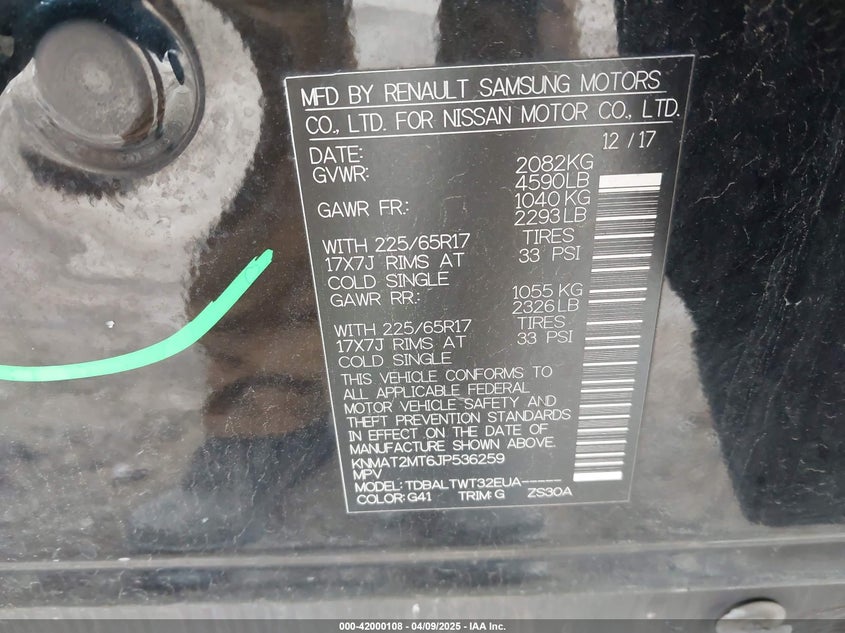 MFD BY RENAULT SAMSUNG MOTORS
CO., LTD. FOR NISSAN MOTOR CO., LTD.
DATE: 12 / 17
GVWR: 2082KG
4590LB
GAWR FR.: 1040 KG
2293 LB
WITH 225/65R17 TIRES
17X7J RIMS AT 33 PSI
COLD SINGLE
GAWR RR.: 1055 KG
2326 LB
WITH 225/65R17 TIRES
17X7J RIMS AT 33 PSI
COLD SINGLE
THIS VEHICLE CONFORMS TO
ALL APPLICABLE FEDERAL
MOTOR VEHICLE SAFETY AND
THEFT PREVENTION STANDARDS
IN EFFECT ON THE DATE OF
MANUFACTURE SHOWN ABOVE.
KNMAT2MT6JP536259
MPV
MODEL: TDBALTWT32EUA-----
COLOR:G41 TRIM: G ZS30A
000-42000108 - 04/09/2025 - IAA Inc.